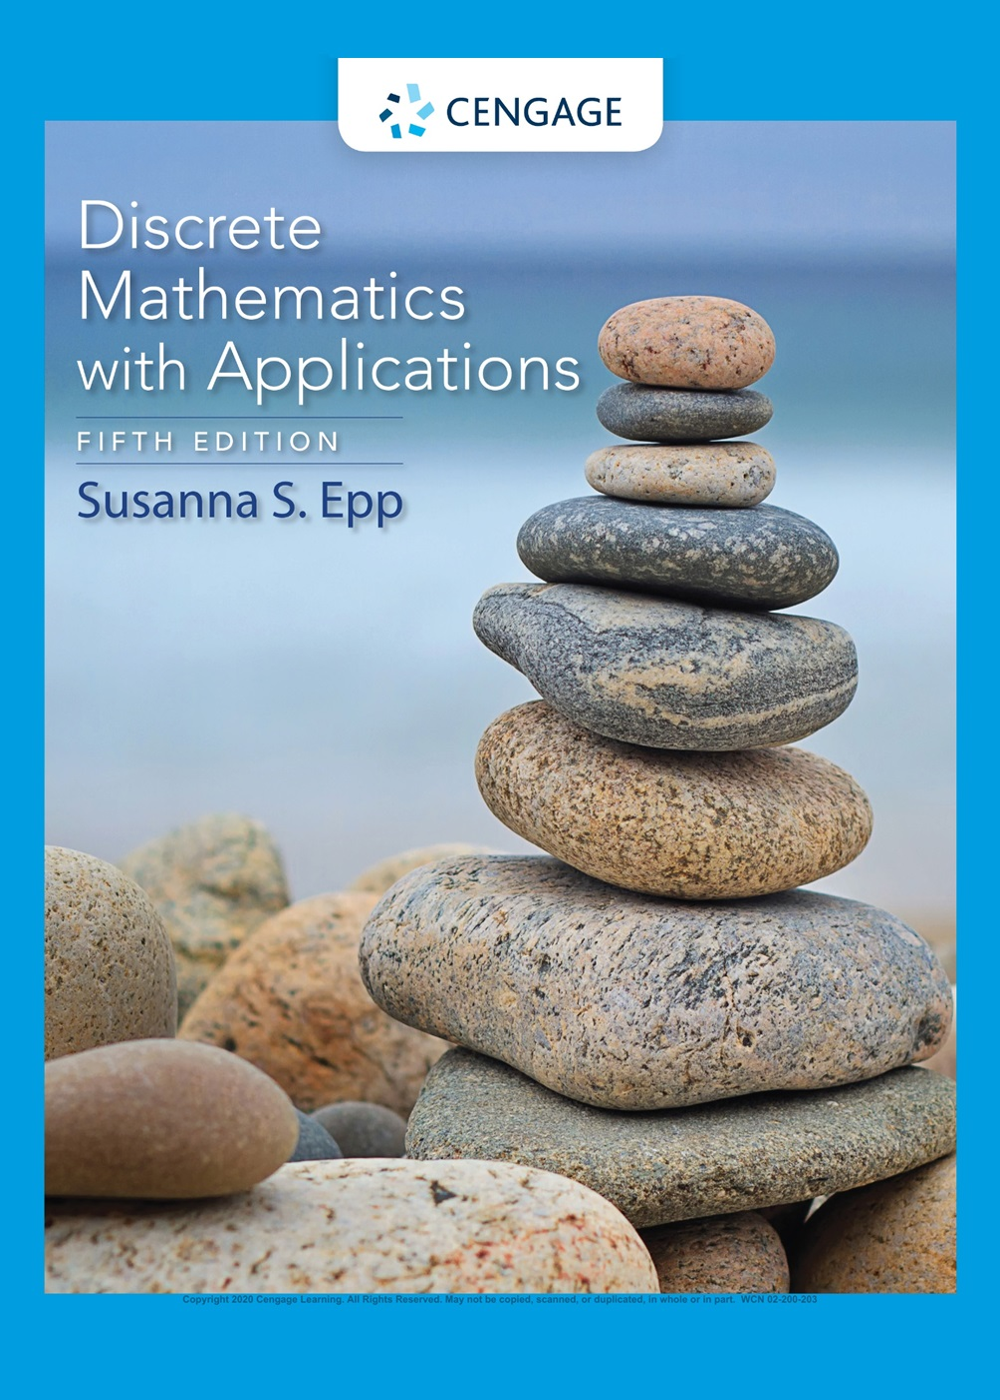 CENGAGE
Discrete
Mathematics
with Applications
FIFTH EDITION
Susanna S. Epp
Copyright 2020 Cengage Learning. All Rights Reserved. May not be copied, scanned, or duplicated, in whole or in part. WCN 02-200-203